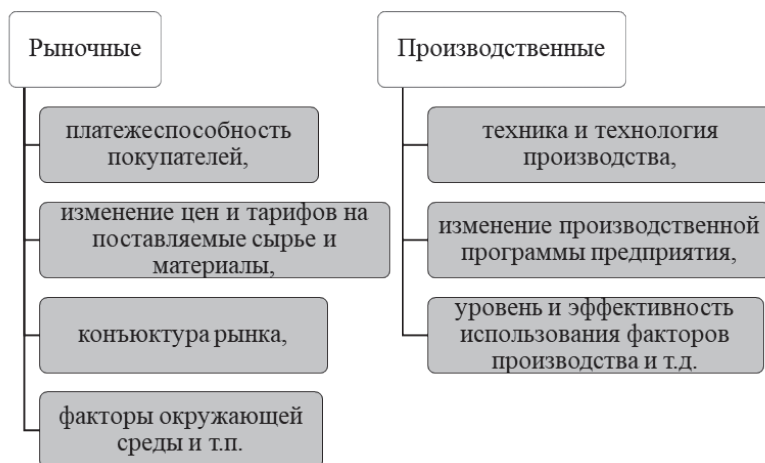 Рыночные
платежеспособность
покупателей,
изменение цен и тарифов на
поставляемые сырье и
материалы,
конъюктура рынка,
факторы окружающей
среды и т.п.
Производственные
техника и технология
производства,
изменение производственной
программы предприятия,
уровень и эффективность
использования факторов
производства и т.д.